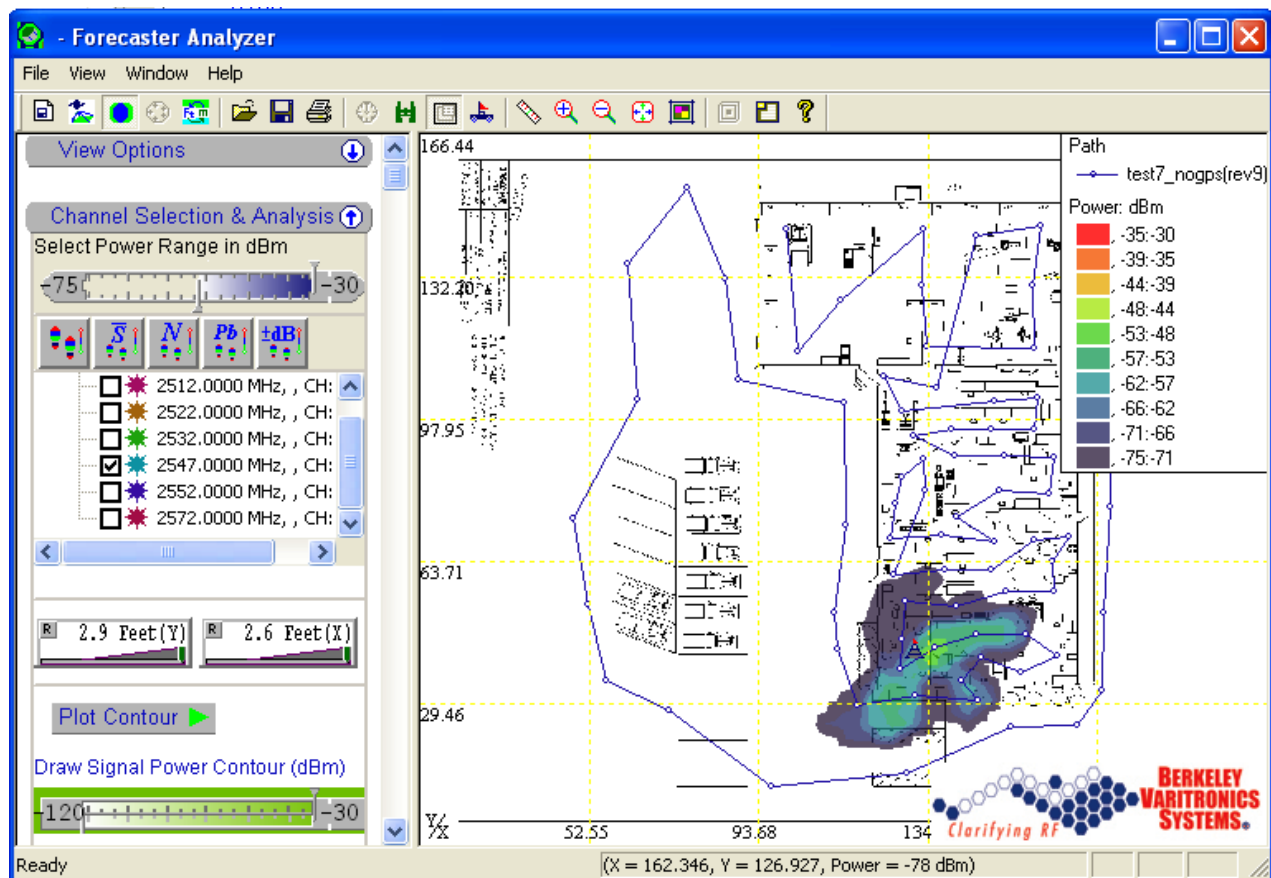 - Forecaster Analyzer
File View Window Help
View Options
Channel Selection & Analysis
Select Power Range in dBm
-75 -30
S N Pb ±dB
2512.0000 MHz, , CH:
2522.0000 MHz, , CH:
2532.0000 MHz, , CH:
2547.0000 MHz, , CH:
2552.0000 MHz, , CH:
2572.0000 MHz, , CH:
R 2.9 Feet(Y) R 2.6 Feet(X)
Plot Contour
Draw Signal Power Contour (dBm)
-120 -30
166.44
132.20
97.95
63.71
29.46
Y/X 52.55 93.68 134
Path
test7_nogps(rev9)
Power: dBm
, -35:-30
, -39:-35
, -44:-39
, -48:-44
, -53:-48
, -57:-53
, -62:-57
, -66:-62
, -71:-66
, -75:-71
BERKELEY
VARITRONICS
SYSTEMS.
Clarifying RF
Ready (X = 162.346, Y = 126.927, Power = -78 dBm)